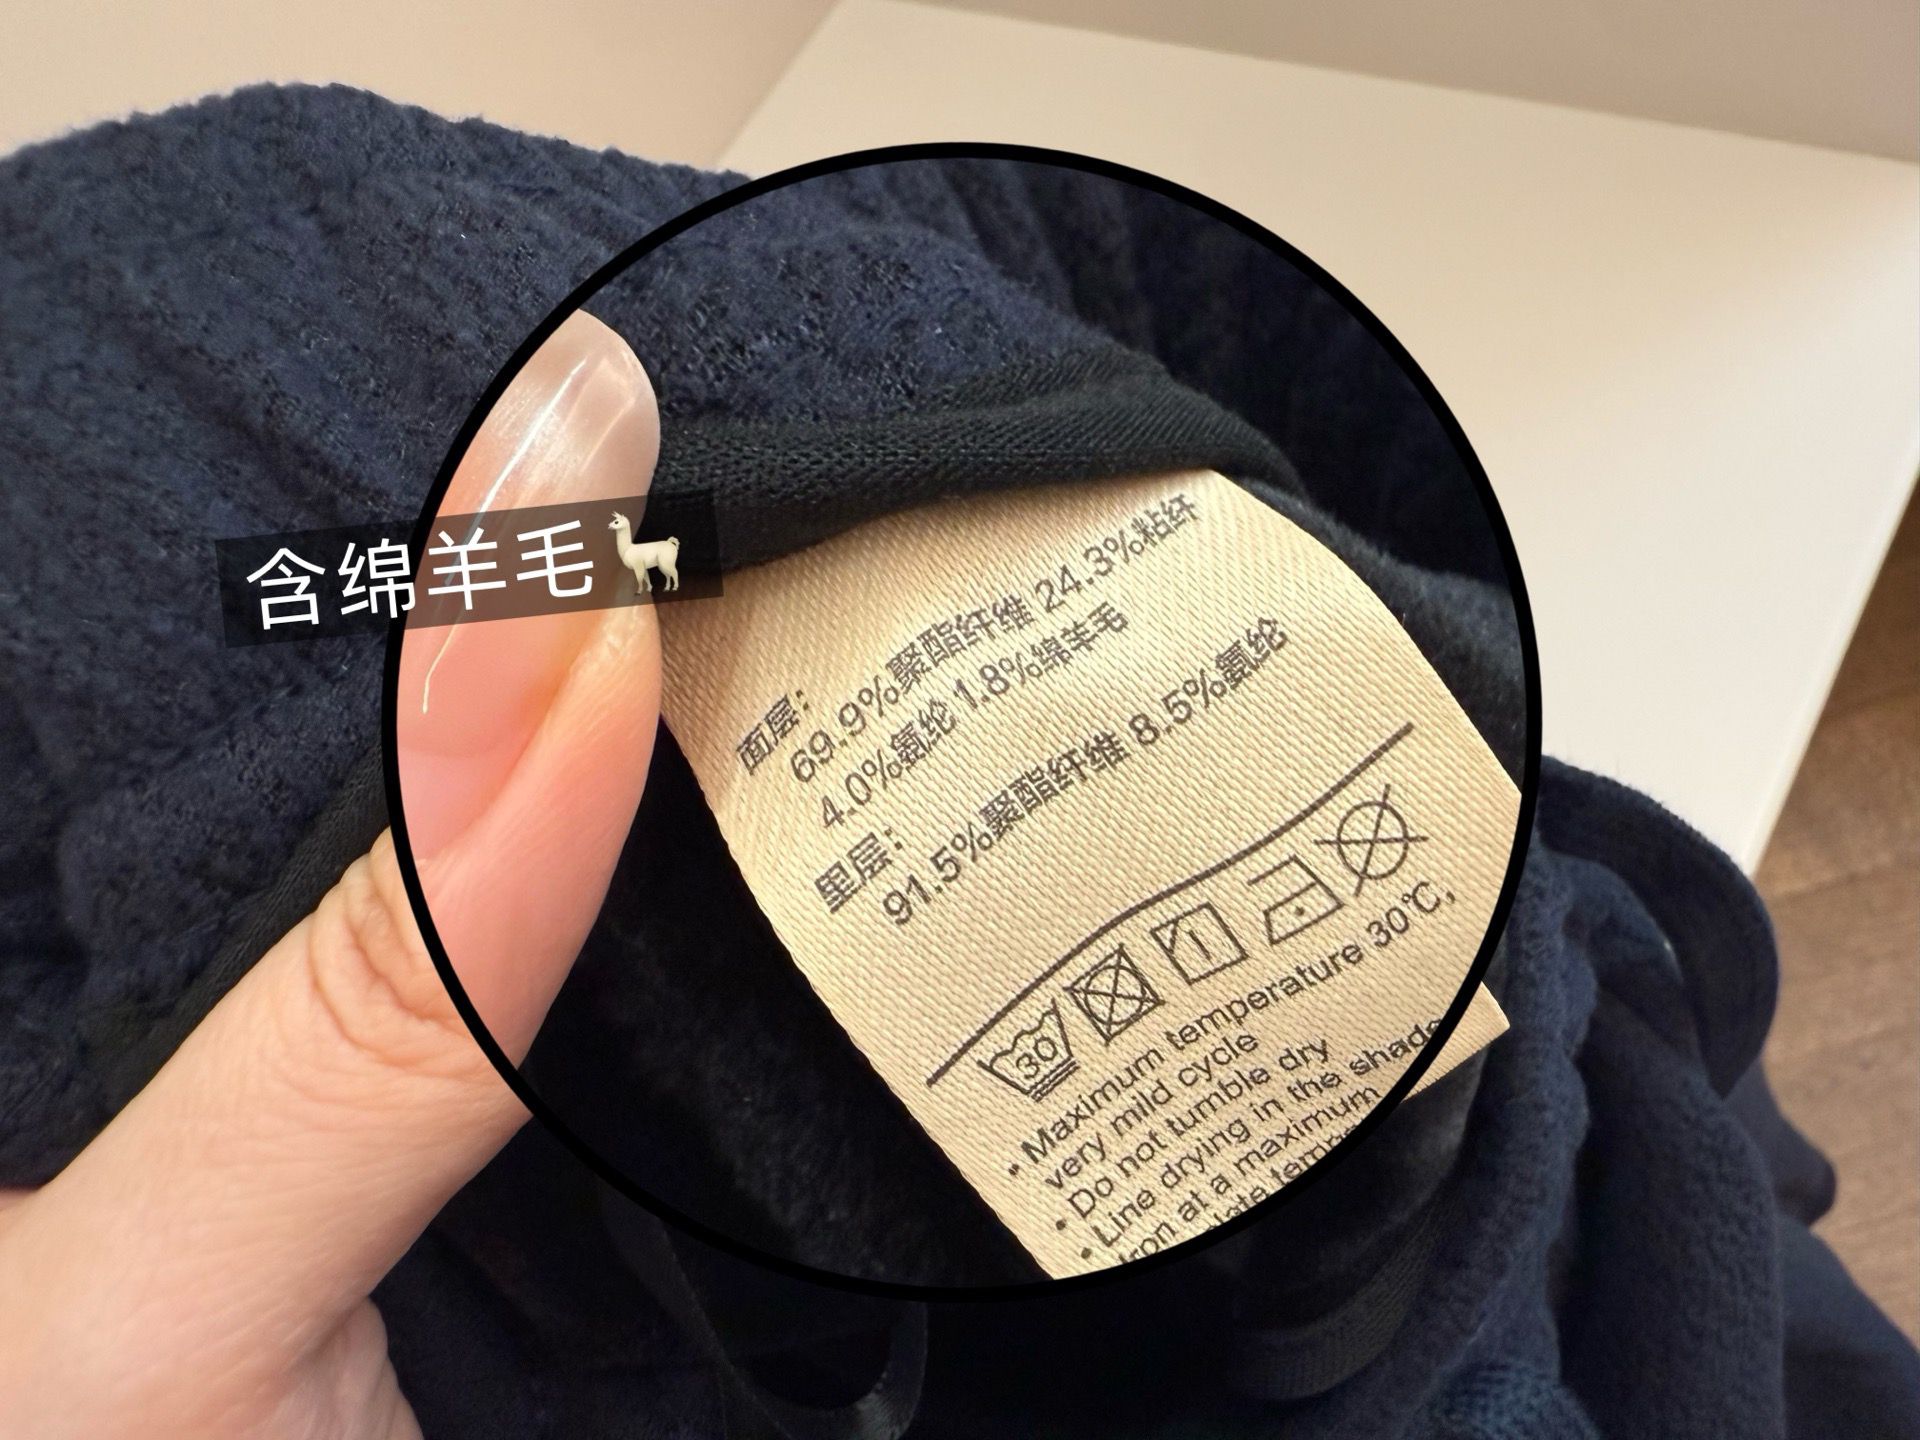 含绵羊毛
面层：
69.9%聚酯纤维 24.3%粘纤
4.0%氨纶 1.8%绵羊毛
里层：
91.5%聚酯纤维 8.5%氨纶
30
• Maximum temperature 30℃,
very mild cycle
• Do not tumble dry
• Line drying in the shade
Iron at a maximum